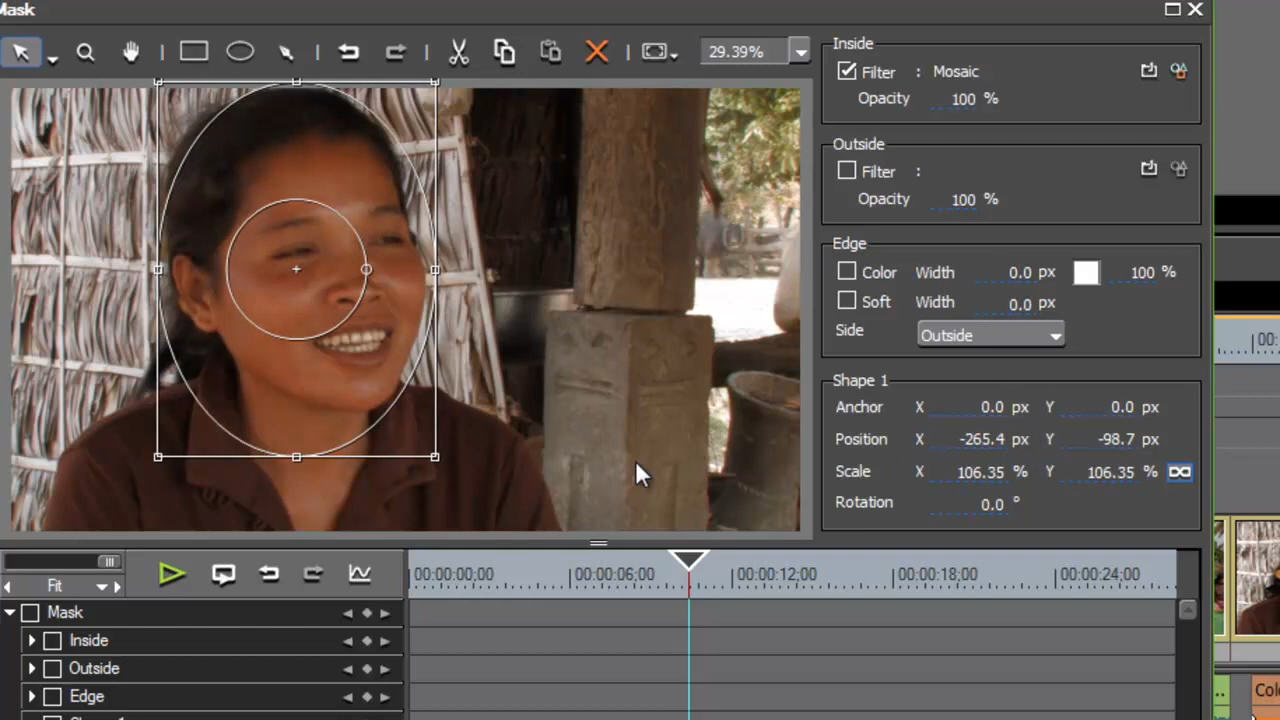 Mask
29.39%
Inside
Filter : Mosaic
Opacity 100 %
Outside
Filter :
Opacity 100 %
Edge
Color Width 0.0 px 100 %
Soft Width 0.0 px
Side Outside
Shape 1
Anchor X 0.0 px Y 0.0 px
Position X -265.4 px Y -98.7 px
Scale X 106.35 % Y 106.35 %
Rotation 0.0 °
Fit
00:00:00;00 00:00:06;00 00:00:12;00 00:00:18;00 00:00:24;00
00:
Mask
Inside
Outside
Edge